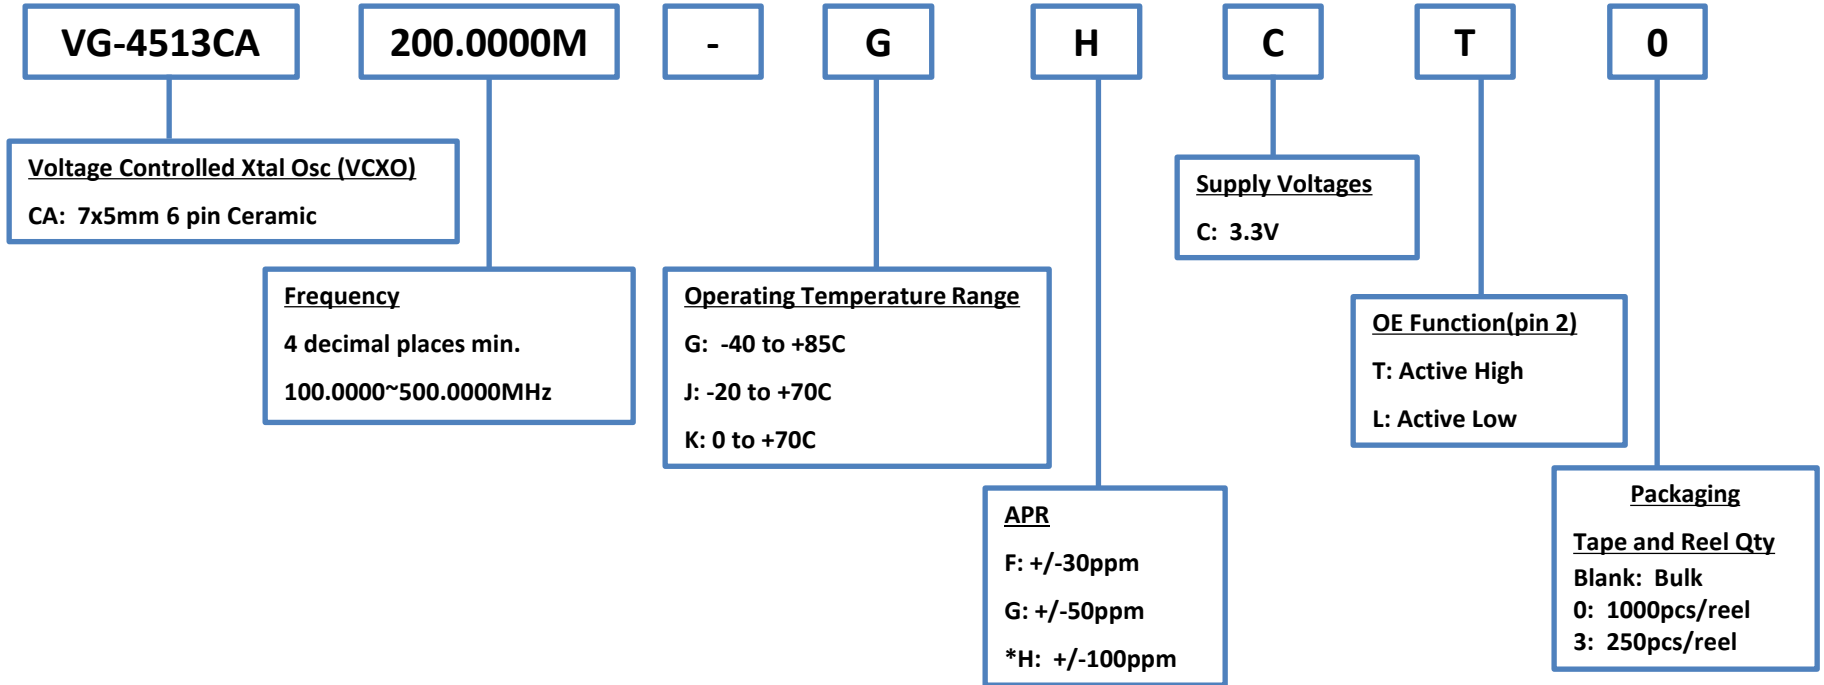 VG-4513CA 200.0000M - G H C T 0
Voltage Controlled Xtal Osc (VCXO)
CA: 7x5mm 6 pin Ceramic
Frequency
4 decimal places min.
100.0000~500.0000MHz
Operating Temperature Range
G: -40 to +85C
J: -20 to +70C
K: 0 to +70C
APR
F: +/-30ppm
G: +/-50ppm
*H: +/-100ppm
Supply Voltages
C: 3.3V
OE Function(pin 2)
T: Active High
L: Active Low
Packaging
Tape and Reel Qty
Blank: Bulk
0: 1000pcs/reel
3: 250pcs/reel